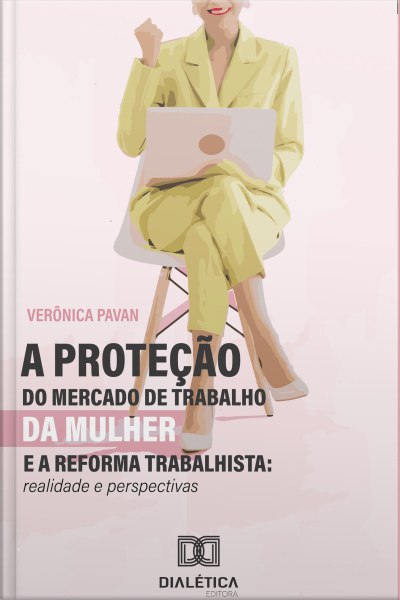 VERÔNICA PAVAN
A PROTEÇÃO
DO MERCADO DE TRABALHO
DA MULHER
E A REFORMA TRABALHISTA:
realidade e perspectivas
DIALÉTICA
EDITORA